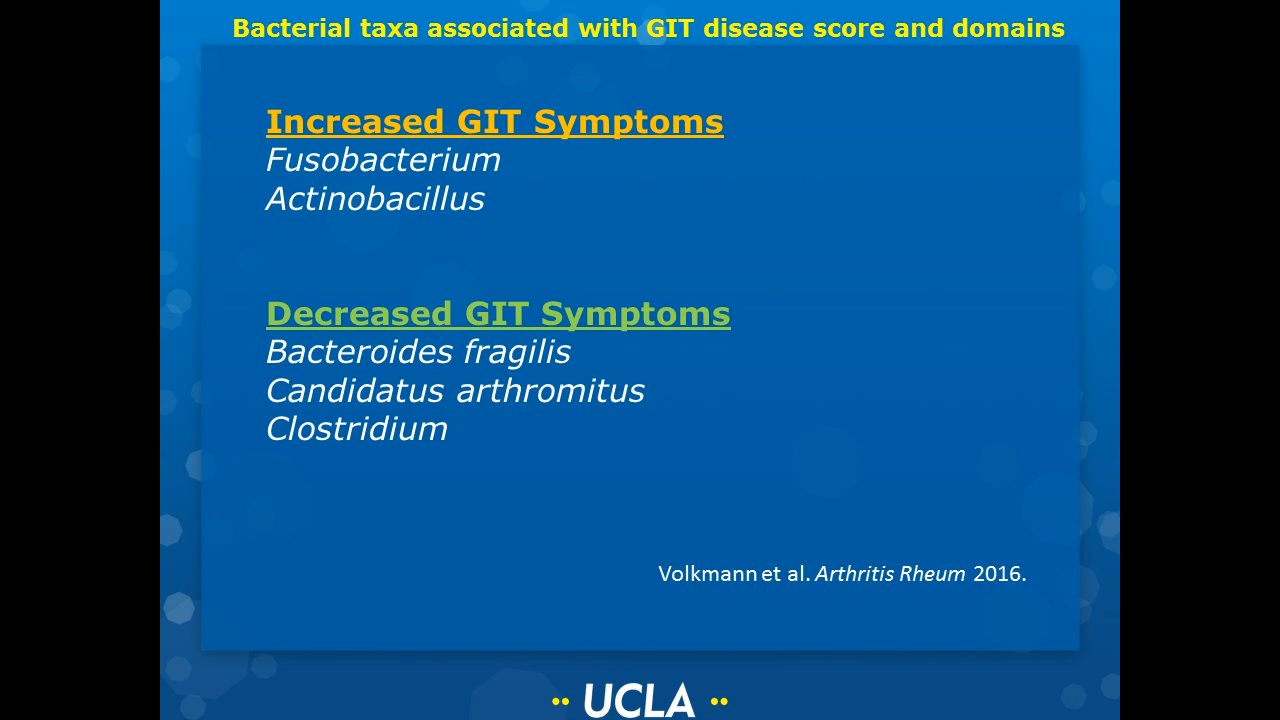 Bacterial taxa associated with GIT disease score and domains
Increased GIT Symptoms
Fusobacterium
Actinobacillus
Decreased GIT Symptoms
Bacteroides fragilis
Candidatus arthromitus
Clostridium
Volkmann et al. Arthritis Rheum 2016.
UCLA